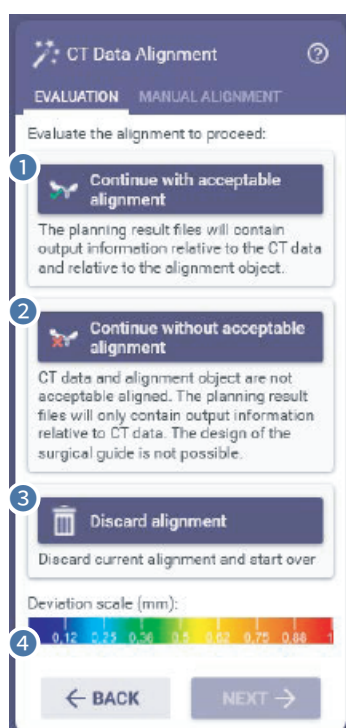 CT Data Alignment ?
EVALUATION MANUAL ALIGNMENT
Evaluate the alignment to proceed:
1
Continue with acceptable
alignment
The planning result files will contain
output information relative to the CT data
and relative to the alignment object.
2
Continue without acceptable
alignment
CT data and alignment object are not
acceptable aligned. The planning result
files will only contain output information
relative to CT data. The design of the
surgical guide is not possible.
3
Discard alignment
Discard current alignment and start over
Deviation scale (mm):
4
0,12 0,25 0,36 0,5 0,62 0,75 0,88 1
← BACK NEXT →